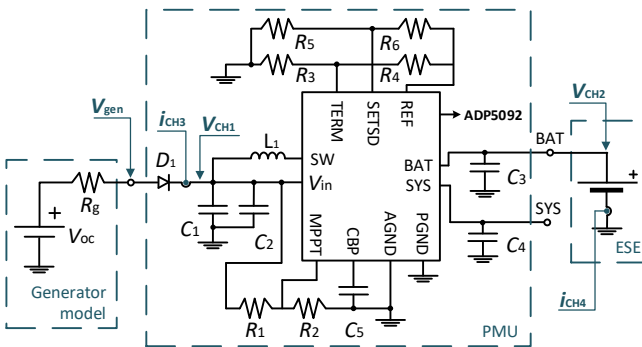 R5
R6
R3
R4
TERM
SETSD
REF
ADP5092
Vgen
iCH3
VCH1
L1
SW
Vin
BAT
SYS
MPPT
CBP
AGND
PGND
D1
Rg
+
Voc
Generator
model
C1
C2
R1
R2
C5
C3
C4
BAT
SYS
VCH2
+
ESE
iCH4
PMU